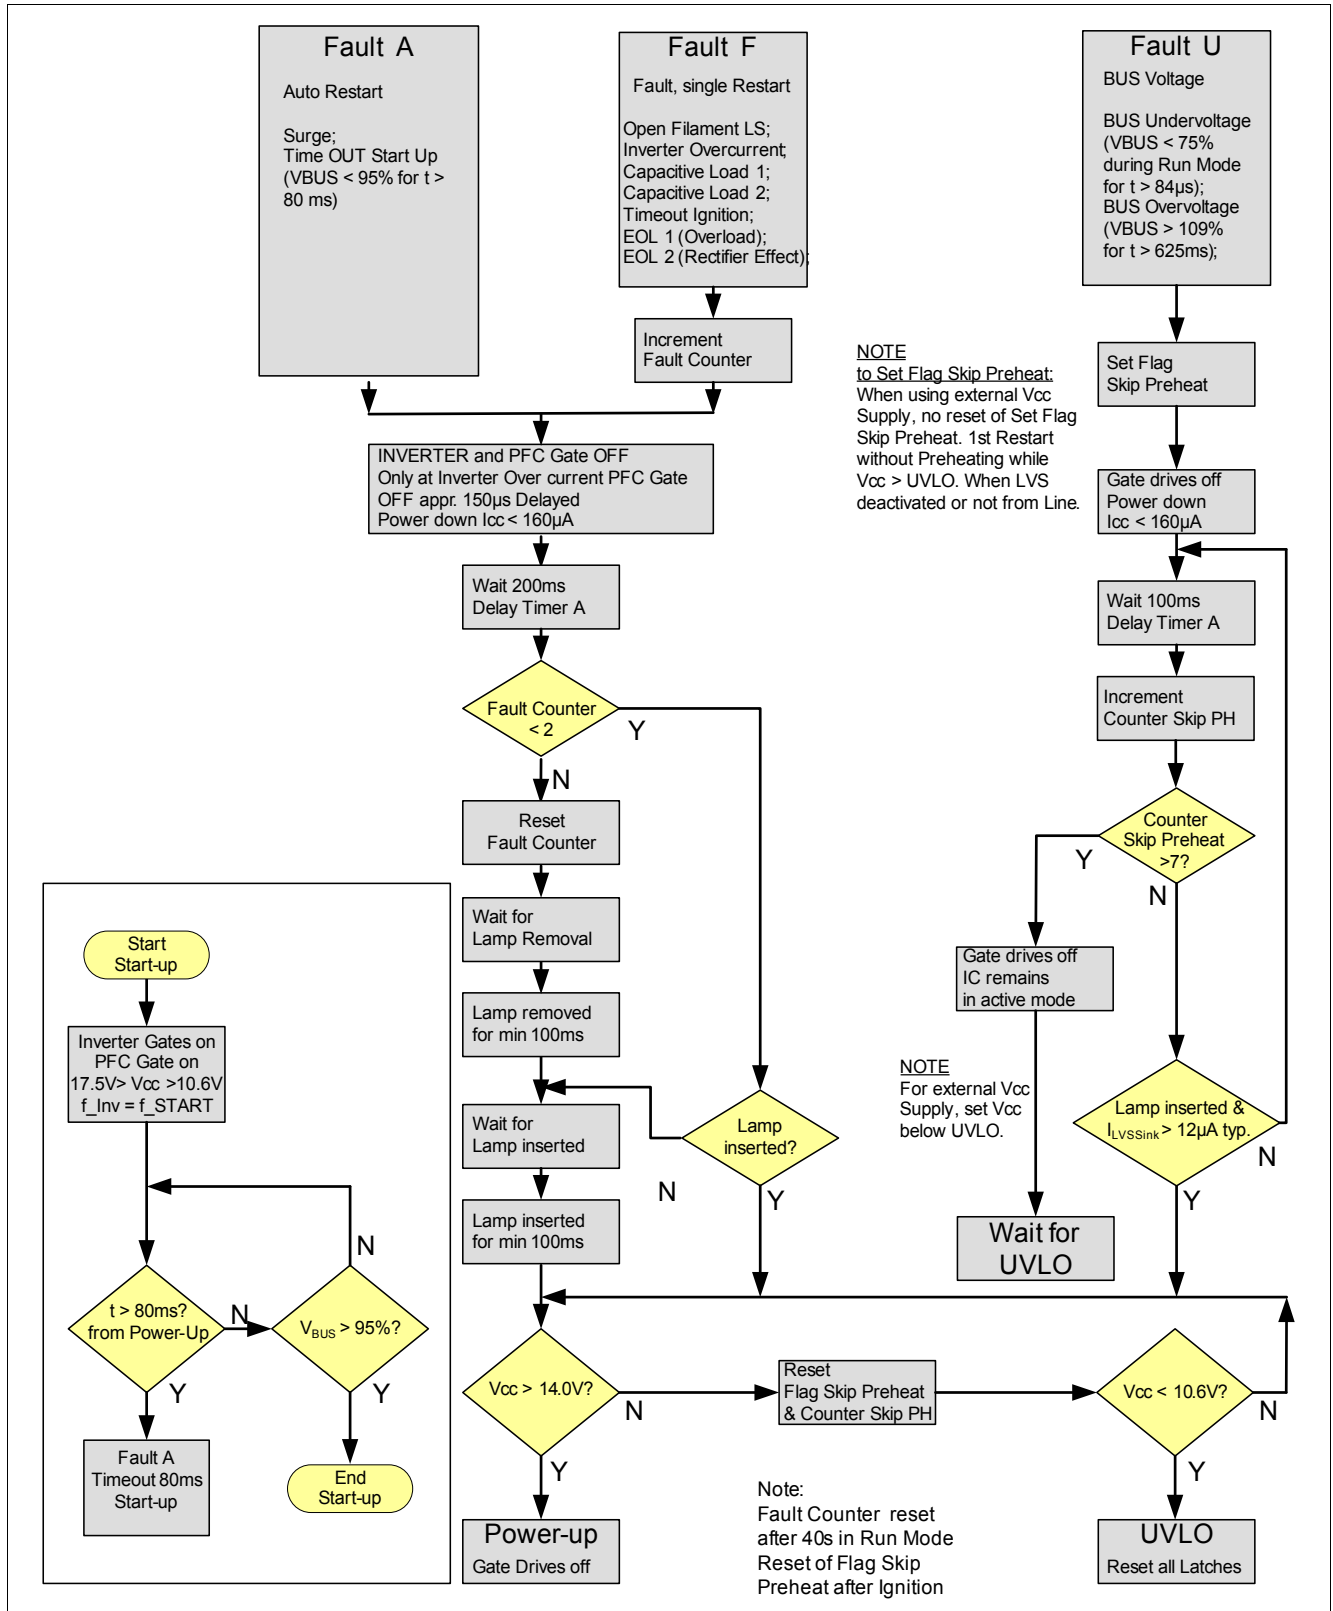 Fault A
Auto Restart
Surge;
Time OUT Start Up
(VBUS < 95% for t >
80 ms)
Fault F
Fault, single Restart
Open Filament LS;
Inverter Overcurrent;
Capacitive Load 1;
Capacitive Load 2;
Timeout Ignition;
EOL 1 (Overload);
EOL 2 (Rectifier Effect);
Fault U
BUS Voltage
BUS Undervoltage
(VBUS < 75%
during Run Mode
for t > 84µs);
BUS Overvoltage
(VBUS > 109%
for t > 625ms);
Increment
Fault Counter
NOTE
to Set Flag Skip Preheat:
When using external Vcc
Supply, no reset of Set Flag
Skip Preheat. 1st Restart
without Preheating while
Vcc > UVLO. When LVS
deactivated or not from Line.
Set Flag
Skip Preheat
INVERTER and PFC Gate OFF
Only at Inverter Over current PFC Gate
OFF appr. 150µs Delayed
Power down Icc < 160µA
Gate drives off
Power down
Icc < 160µA
Wait 200ms
Delay Timer A
Wait 100ms
Delay Timer A
Fault Counter
< 2
Y
N
Increment
Counter Skip PH
Reset
Fault Counter
Counter
Skip Preheat
>7?
Y
N
Wait for
Lamp Removal
Gate drives off
IC remains
in active mode
Lamp removed
for min 100ms
NOTE
For external Vcc
Supply, set Vcc
below UVLO.
Wait for
Lamp inserted
Lamp
inserted?
N
Y
Lamp inserted &
ILVSSink > 12µA typ.
N
Y
Lamp inserted
for min 100ms
Wait for
UVLO
Start
Start-up
Inverter Gates on
PFC Gate on
17.5V> Vcc >10.6V
f_Inv = f_START
t > 80ms?
from Power-Up
N
VBUS > 95%?
N
Y
Y
Fault A
Timeout 80ms
Start-up
End
Start-up
Vcc > 14.0V?
N
Y
Reset
Flag Skip Preheat
& Counter Skip PH
Vcc < 10.6V?
N
Y
Power-up
Gate Drives off
Note:
Fault Counter reset
after 40s in Run Mode
Reset of Flag Skip
Preheat after Ignition
UVLO
Reset all Latches